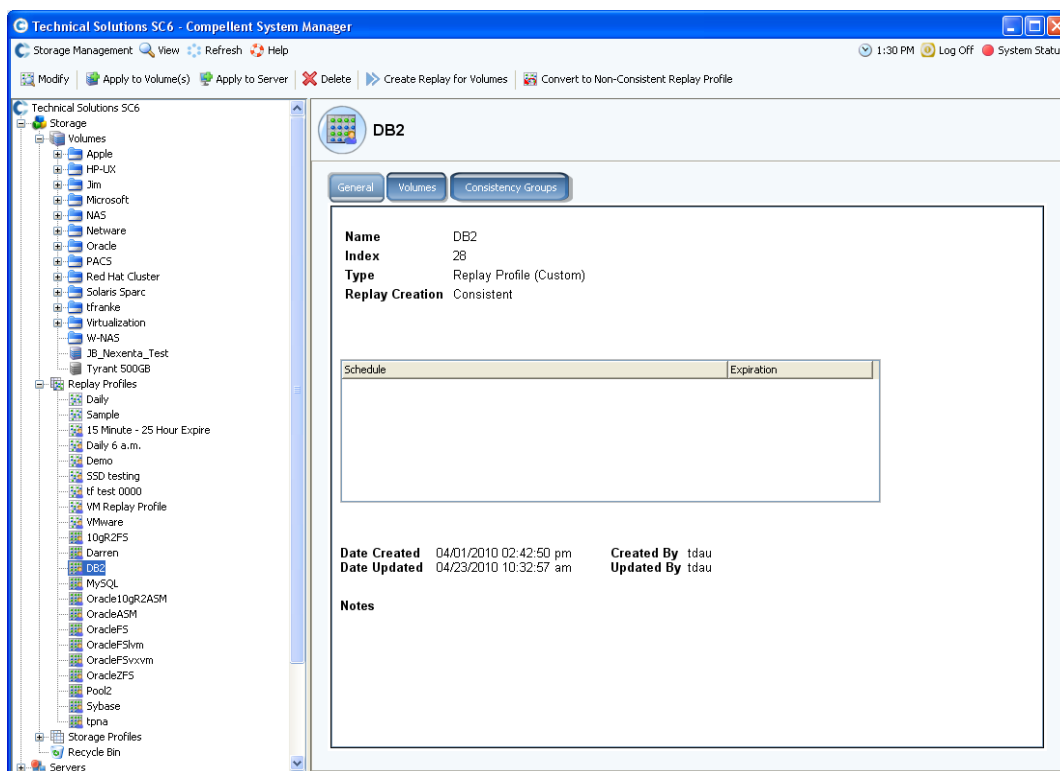 Technical Solutions SC6 - Compellent System Manager
Storage Management View Refresh Help 1:30 PM Log Off System Statu
Modify Apply to Volume(s) Apply to Server Delete Create Replay for Volumes Convert to Non-Consistent Replay Profile
Technical Solutions SC6
Storage
Volumes
Apple
HP-UX
Jim
Microsoft
NAS
Netware
Oracle
PACS
Red Hat Cluster
Solaris Sparc
tfranke
Virtualization
W-NAS
JB_Nexenta_Test
Tyrant 500GB
Replay Profiles
Daily
Sample
15 Minute - 25 Hour Expire
Daily 6 a.m.
Demo
SSD testing
tf test 0000
VM Replay Profile
VMware
10gR2FS
Darren
DB2
MySQL
Oracle10gR2ASM
OracleASM
OracleFS
OracleFSlvm
OracleFSvxvm
OracleZFS
Pool2
Sybase
tpna
Storage Profiles
Recycle Bin
Servers
DB2
General Volumes Consistency Groups
Name DB2
Index 28
Type Replay Profile (Custom)
Replay Creation Consistent
Schedule Expiration
Date Created 04/01/2010 02:42:50 pm Created By tdau
Date Updated 04/23/2010 10:32:57 am Updated By tdau
Notes